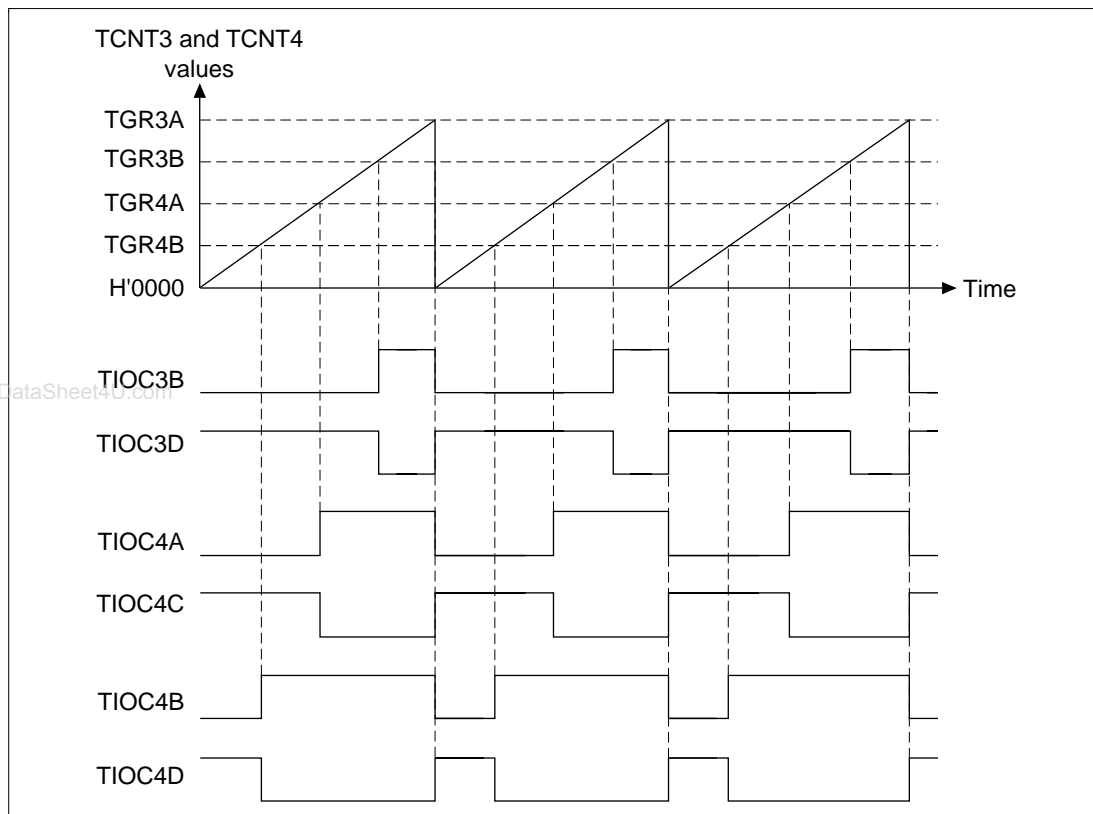 TCNT3 and TCNT4
values
TGR3A
TGR3B
TGR4A
TGR4B
H'0000
Time
TIOC3B
DataSheet4U.com
TIOC3D
TIOC4A
TIOC4C
TIOC4B
TIOC4D